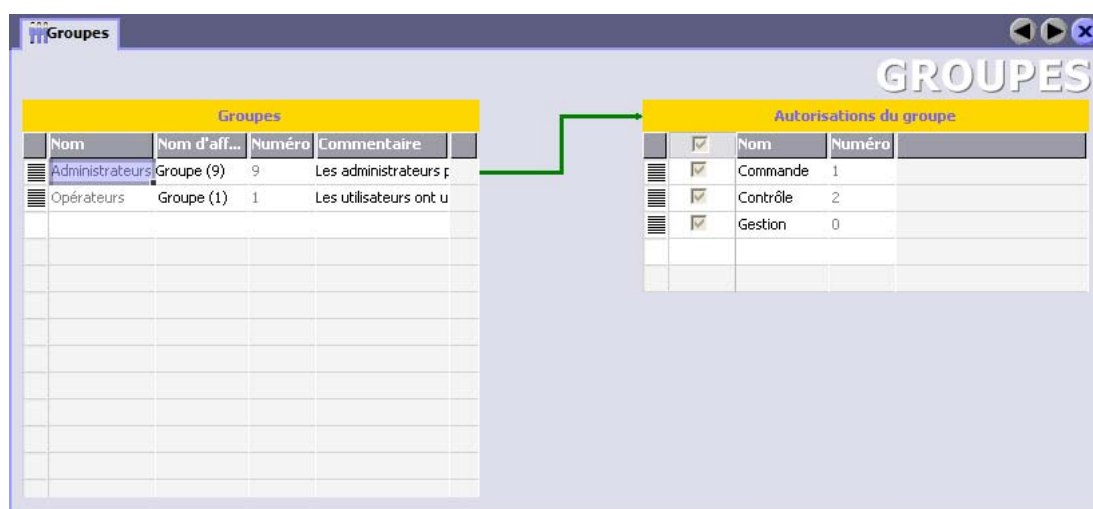 Groupes
GROUPES
Groupes
Nom Nom d'aff... Numéro Commentaire
Administrateurs Groupe (9) 9 Les administrateurs p
Opérateurs Groupe (1) 1 Les utilisateurs ont u
Autorisations du groupe
Nom Numéro
Commande 1
Contrôle 2
Gestion 0